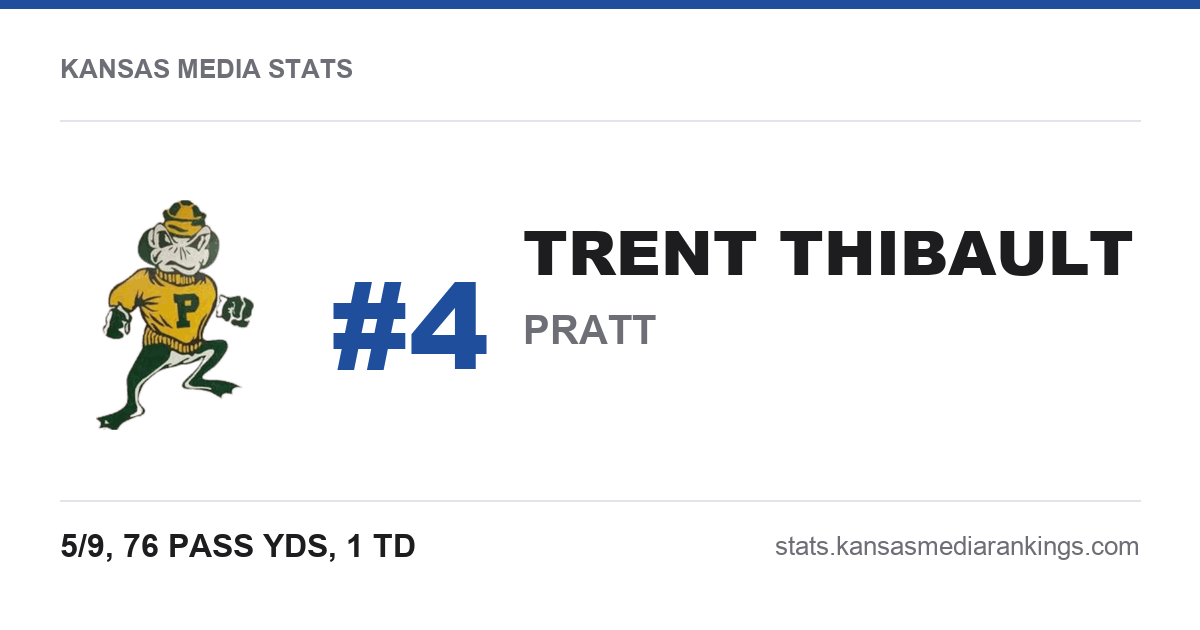 KANSAS MEDIA STATS
P
#4
TRENT THIBAULT
PRATT
5/9, 76 PASS YDS, 1 TD
stats.kansasmediarankings.com